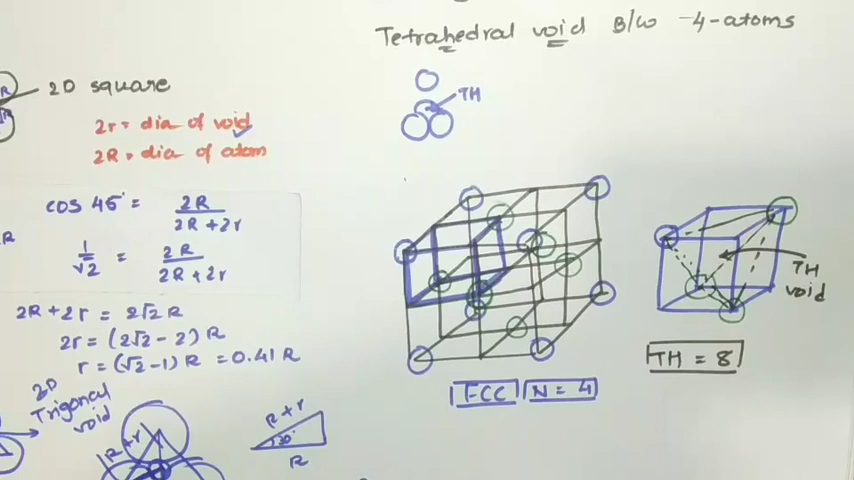 Tetrahedral void B/w -4-atoms
2D square
2r = dia of void
2R = dia of atom
TH
cos 45° = 2R / 2R+2r
1/√2 = 2R / 2R+2r
2R+2r = 2√2 R
2r = (2√2 - 2) R
r = (√2 - 1) R = 0.41 R
2D
Trigonal
void
R+r
R+r
30°
R
FCC N = 4
TH
void
TH = 8